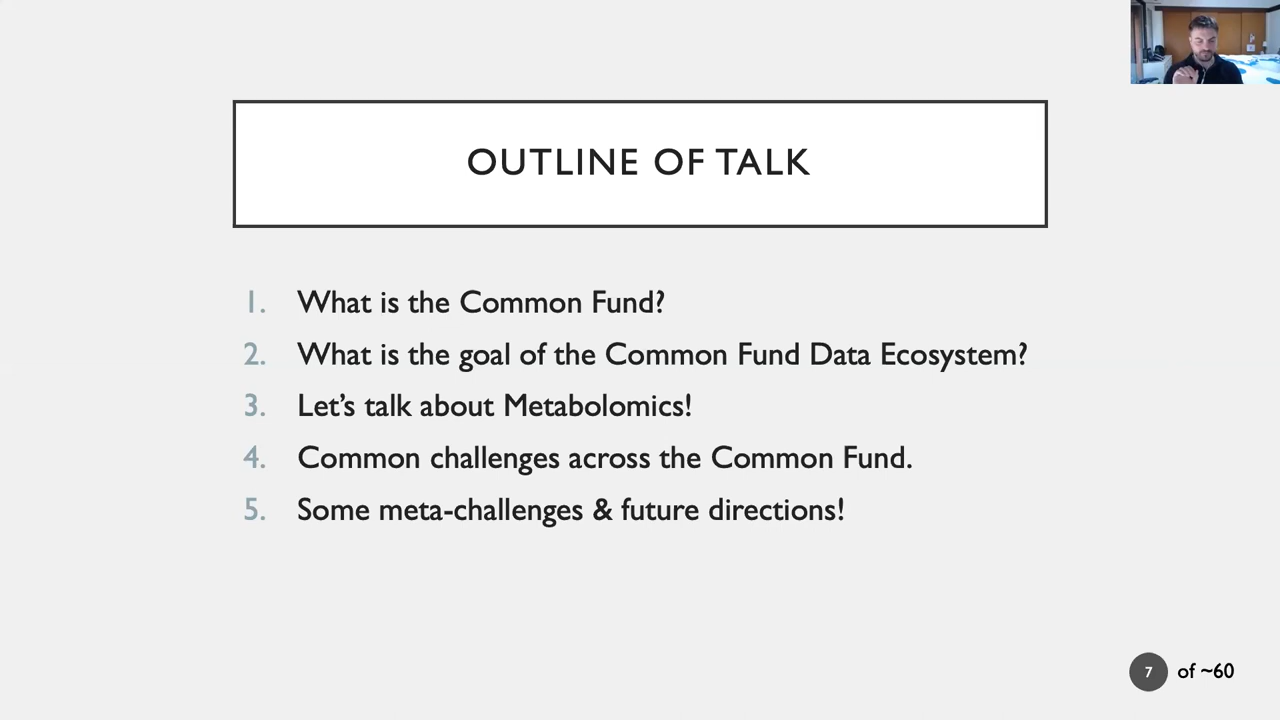 OUTLINE OF TALK
1. What is the Common Fund?
2. What is the goal of the Common Fund Data Ecosystem?
3. Let's talk about Metabolomics!
4. Common challenges across the Common Fund.
5. Some meta-challenges & future directions!
7 of ~60